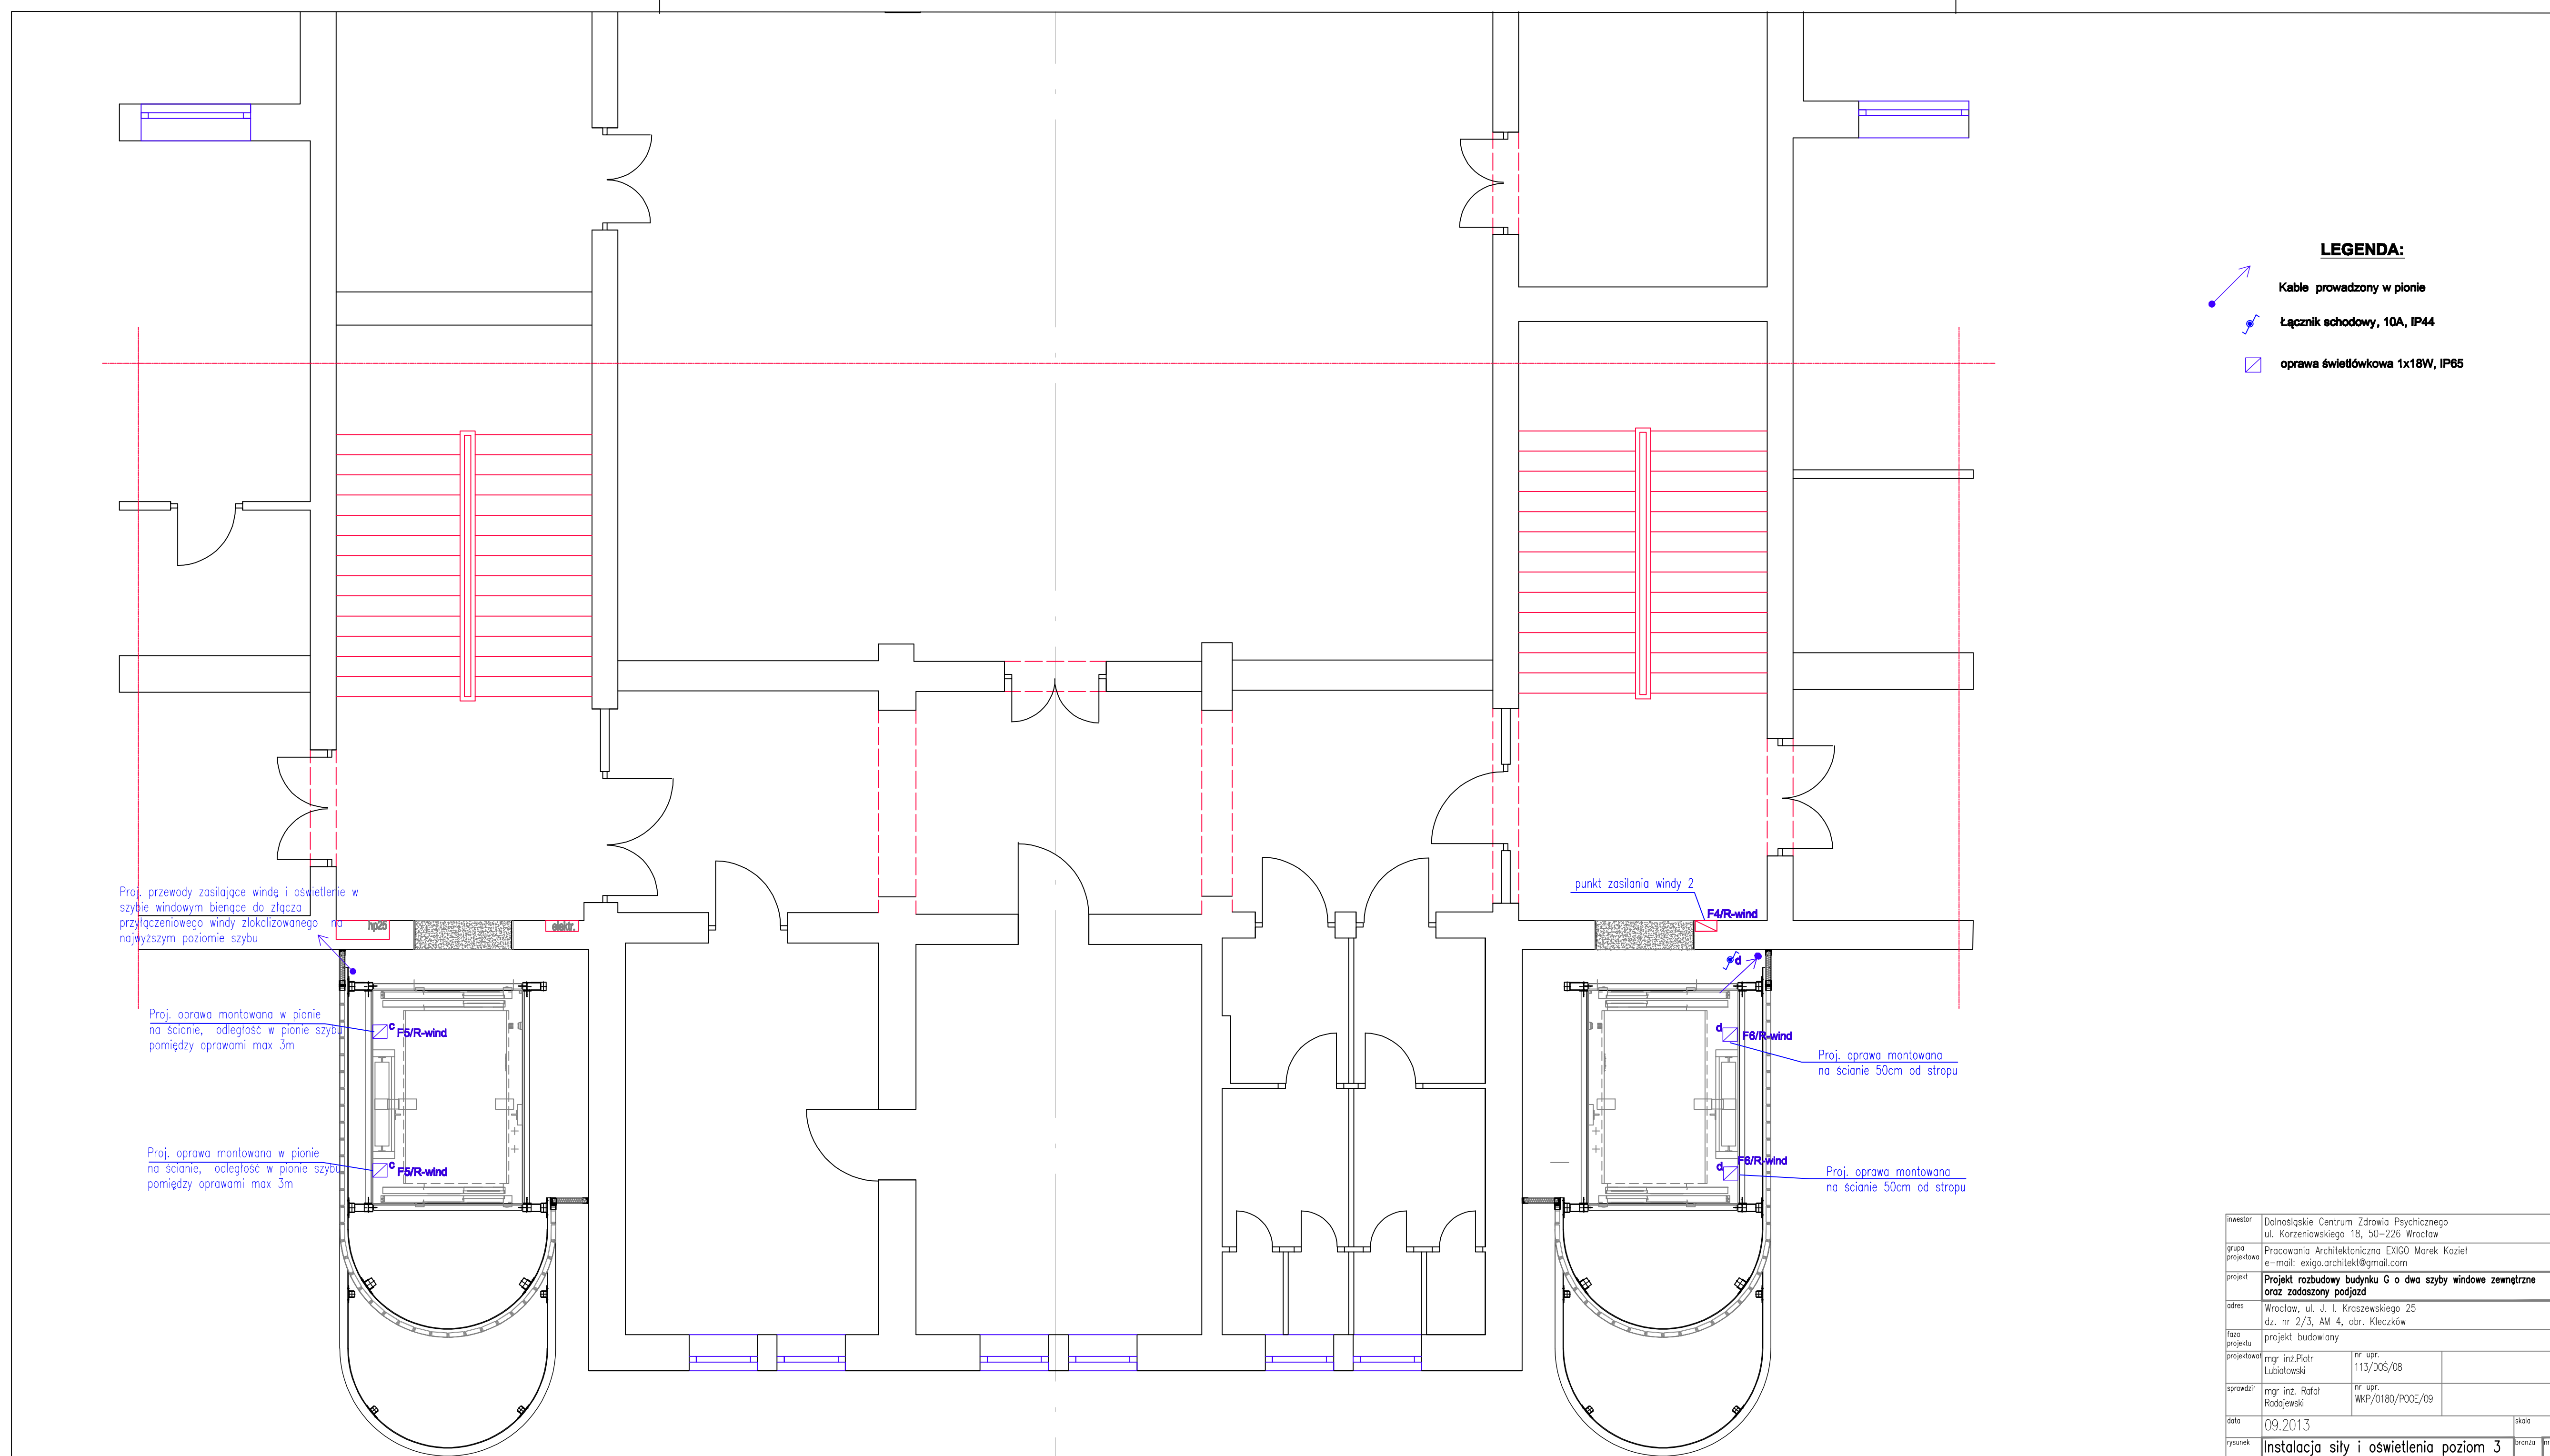 LEGENDA:
Kable prowadzony w pionie
Łącznik schodowy, 10A, IP44
oprawa świetlówkowa 1x18W, IP65
Proj. przewody zasilające windę i oświetlenie w
szybie windowym bienące do złącza
przyłączeniowego windy zlokalizowanego na
najwyzszym poziomie szybu
hp25
elektr.
punkt zasilania windy 2
F4/R-wind
d
Proj. oprawa montowana w pionie
na ścianie, odległość w pionie szybu
pomiędzy oprawami max 3m
c
F5/R-wind
d
F6/R-wind
Proj. oprawa montowana
na ścianie 50cm od stropu
Proj. oprawa montowana w pionie
na ścianie, odległość w pionie szybu
pomiędzy oprawami max 3m
c
F5/R-wind
d
F6/R-wind
Proj. oprawa montowana
na ścianie 50cm od stropu
inwestor
Dolnośląskie Centrum Zdrowia Psychicznego
ul. Korzeniowskiego 18, 50-226 Wrocław
grupa
projektowa
Pracowania Architektoniczna EXIGO Marek Kozieł
e-mail: exigo.architekt@gmail.com
projekt
Projekt rozbudowy budynku G o dwa szyby windowe zewnętrzne
oraz zadaszony podjazd
adres
Wrocław, ul. J. I. Kraszewskiego 25
dz. nr 2/3, AM 4, obr. Kleczków
faza
projektu
projekt budowlany
projektował
mgr inż.Piotr
Lubiatowski
nr upr.
113/DOŚ/08
sprawdził
mgr inż. Rafał
Radajewski
nr upr.
WKP/0180/POOE/09
data
09.2013
skala
rysunek
Instalacja siły i oświetlenia poziom 3
branża